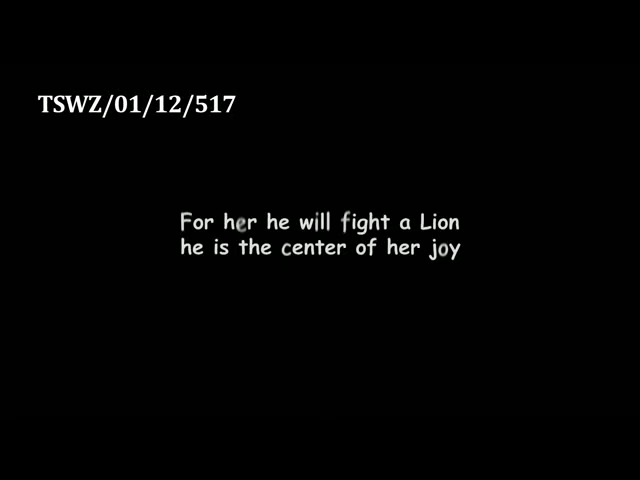 TSWZ/01/12/517
For her he will fight a Lion
he is the center of her joy